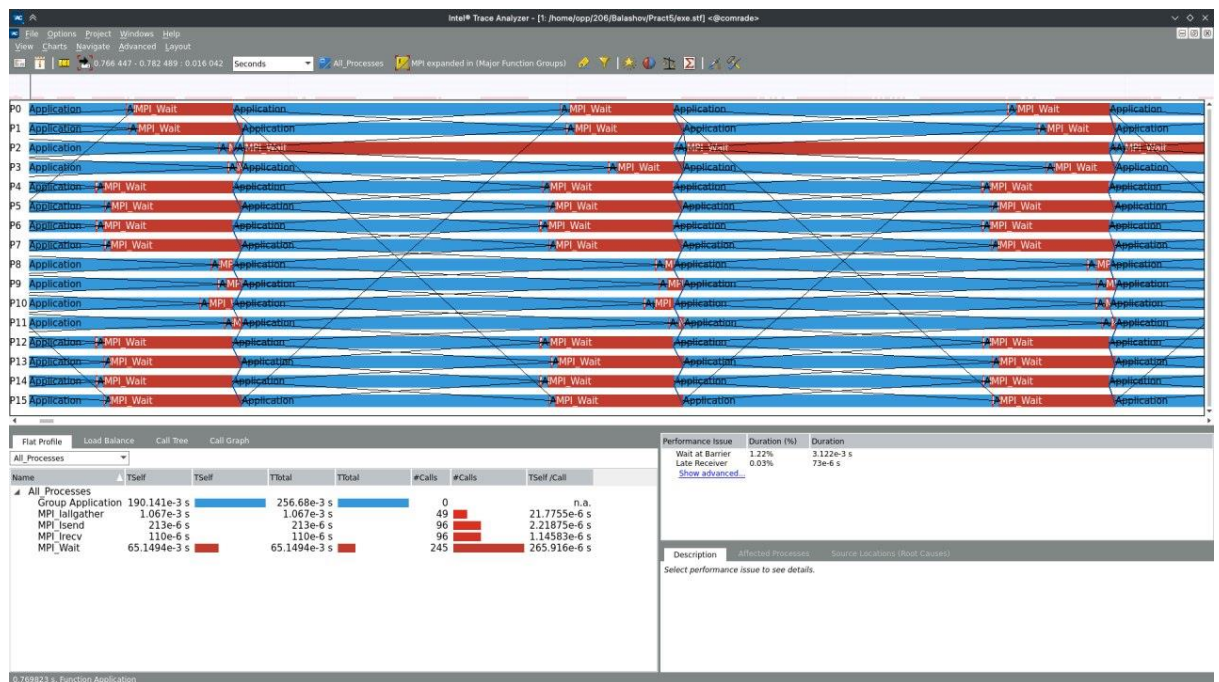 Intel® Trace Analyzer - [1: /home/opp/206/Balashov/Pract5/exe.stf] <@comrade>
File Options Project Windows Help
View Charts Navigate Advanced Layout
0.766 447 - 0.782 489 : 0.016 042 Seconds All_Processes MPI expanded in (Major Function Groups)
P0 Application A MPI_Wait Application A MPI_Wait Application A MPI_Wait Application
P1 Application A MPI_Wait Application A MPI_Wait Application A MPI_Wait Application
P2 Application A A MPI_Wait A MPI_Wait A A MPI_Wait
P3 Application A Application A MPI_Wait Application A MPI_Wait Application
P4 Application MPI_Wait Application MPI_Wait Application MPI_Wait Application
P5 Application MPI_Wait Application MPI_Wait Application MPI_Wait Application
P6 Application MPI_Wait Application MPI_Wait Application MPI_Wait Application
P7 Application MPI_Wait Application MPI_Wait Application MPI_Wait Application
P8 Application A MP Application A M Application A MP Application
P9 Application A MP Application A MP Application A M Application
P10 Application A MPI_ Application A MPI Application A Application
P11 Application A M Application A Application A Application
P12 Application MPI_Wait Application MPI_Wait Application MPI_Wait Application
P13 Application MPI_Wait Application MPI_Wait Application MPI_Wait Application
P14 Application MPI_Wait Application MPI_Wait Application MPI_Wait Application
P15 Application MPI_Wait Application MPI_Wait Application MPI_Wait Application
Flat Profile Load Balance Call Tree Call Graph
All_Processes
Name TSelf TSelf TTotal TTotal #Calls #Calls TSelf /Call
All_Processes
Group Application 190.141e-3 s 256.68e-3 s 0 n.a.
MPI_Iallgather 1.067e-3 s 1.067e-3 s 49 21.7755e-6 s
MPI_Isend 213e-6 s 213e-6 s 96 2.21875e-6 s
MPI_Irecv 110e-6 s 110e-6 s 96 1.14583e-6 s
MPI_Wait 65.1494e-3 s 65.1494e-3 s 245 265.916e-6 s
Performance Issue Duration (%) Duration
Wait at Barrier 1.22% 3.122e-3 s
Late Receiver 0.03% 73e-6 s
Show advanced...
Description Affected Processes Source Locations (Root Causes)
Select performance issue to see details.
0.769823 s, Function Application